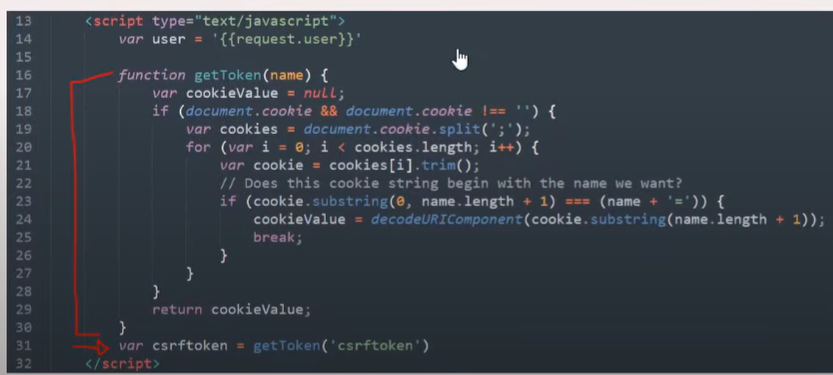 13 <script type="text/javascript">
14 var user = '{{request.user}}'
15
16 function getToken(name) {
17 var cookieValue = null;
18 if (document.cookie && document.cookie !== '') {
19 var cookies = document.cookie.split(';');
20 for (var i = 0; i < cookies.length; i++) {
21 var cookie = cookies[i].trim();
22 // Does this cookie string begin with the name we want?
23 if (cookie.substring(0, name.length + 1) === (name + '=')) {
24 cookieValue = decodeURIComponent(cookie.substring(name.length + 1));
25 break;
26 }
27 }
28 }
29 return cookieValue;
30 }
31 var csrftoken = getToken('csrftoken')
32 </script>